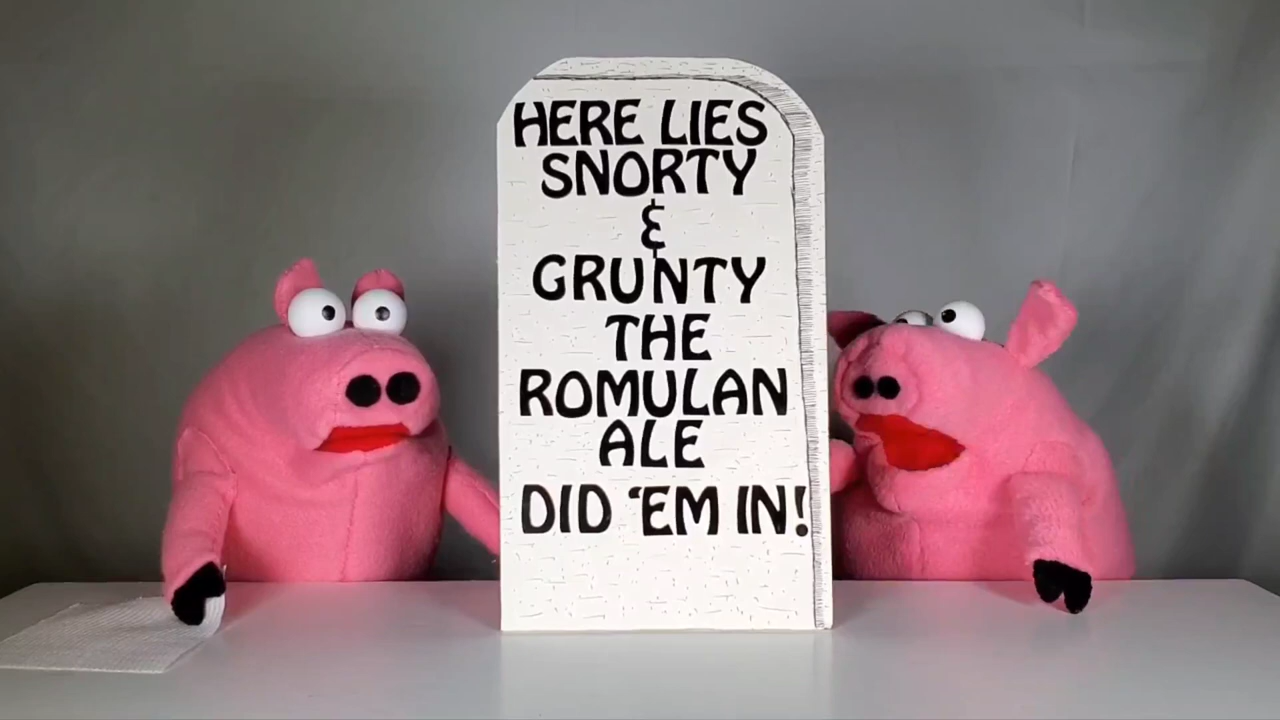 HERE LIES
SNORTY
&
GRUNTY
THE
ROMULAN
ALE
DID 'EM IN!